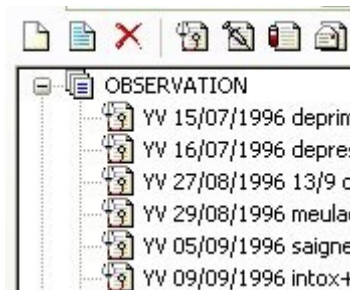 OBSERVATION
YV 15/07/1996
YV 16/07/1996
YV 27/08/1996 13/9
YV 29/08/1996
YV 05/09/1996
YV 09/09/1996 intox+